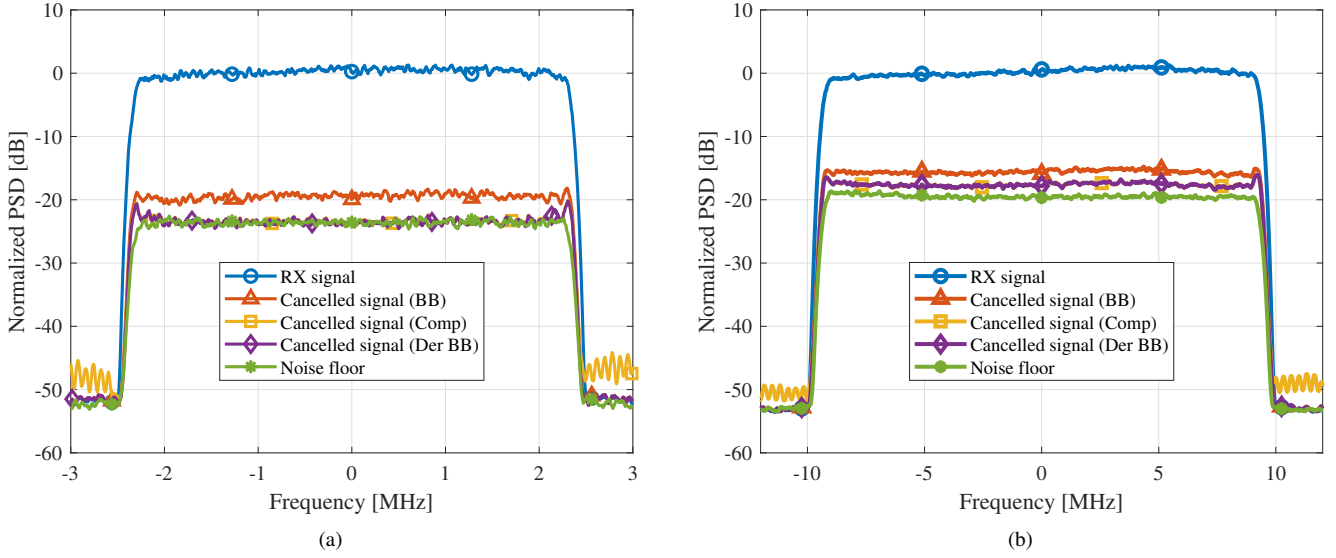 10
0
-10
-20
-30
-40
-50
-60
Normalized PSD [dB]
RX signal
Cancelled signal (BB)
Cancelled signal (Comp)
Cancelled signal (Der BB)
Noise floor
-3
-2
-1
0
1
2
3
Frequency [MHz]
(a)
10
0
-10
-20
-30
-40
-50
-60
Normalized PSD [dB]
RX signal
Cancelled signal (BB)
Cancelled signal (Comp)
Cancelled signal (Der BB)
Noise floor
-10
-5
0
5
10
Frequency [MHz]
(b)